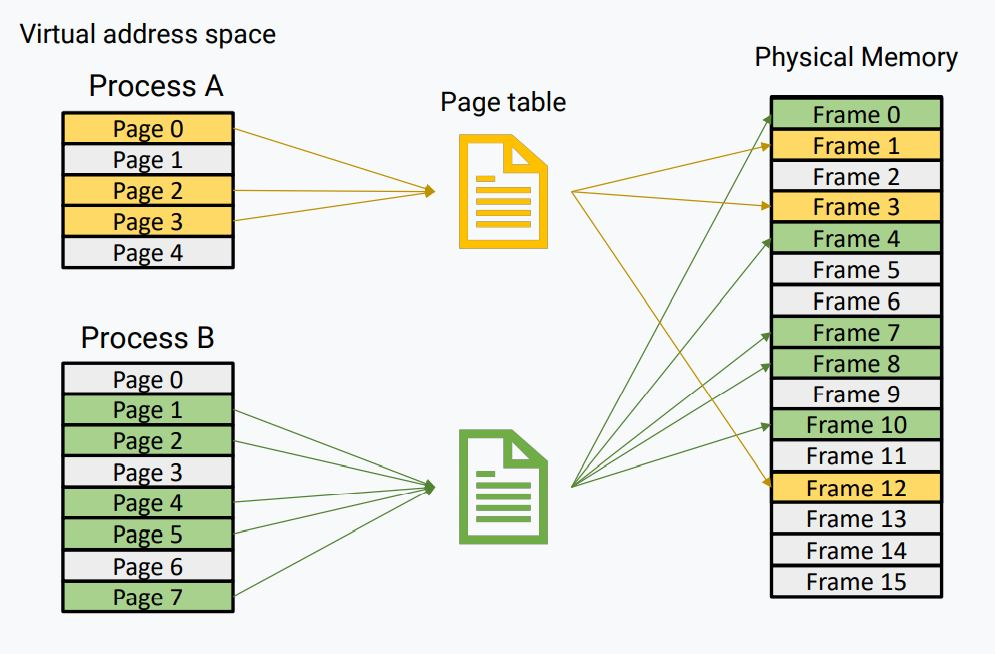 Virtual address space
Process A
Page 0
Page 1
Page 2
Page 3
Page 4
Process B
Page 0
Page 1
Page 2
Page 3
Page 4
Page 5
Page 6
Page 7
Page table
Physical Memory
Frame 0
Frame 1
Frame 2
Frame 3
Frame 4
Frame 5
Frame 6
Frame 7
Frame 8
Frame 9
Frame 10
Frame 11
Frame 12
Frame 13
Frame 14
Frame 15